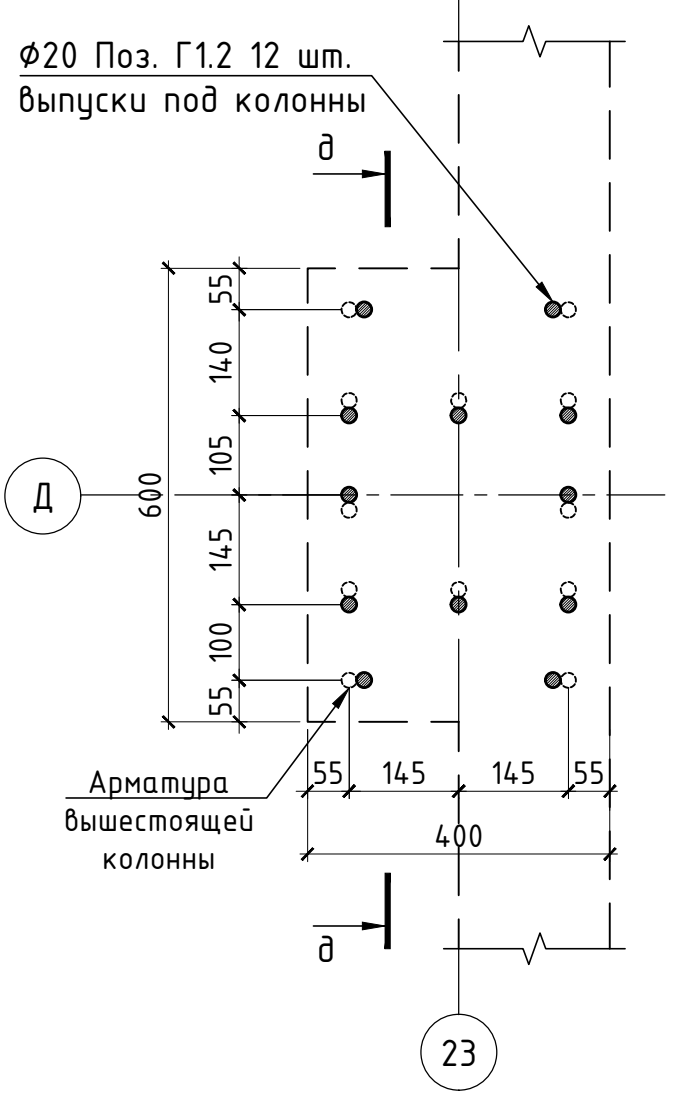 Ф20 Поз. Г1.2 12 шт.
выпуски под колонны
д
55
140
105
600
Д
145
100
55
55 145 145 55
400
Арматура
вышестоящей
колонны
д
23